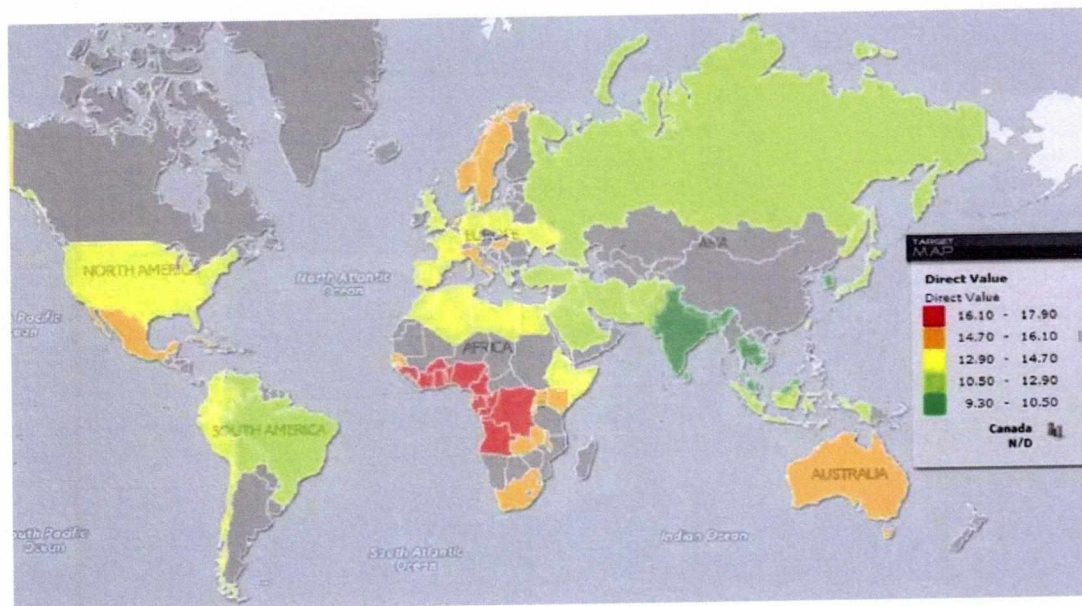 NORTH AMERICA
North Atlantic
Ocean
EUROPE
ASIA
AFRICA
SOUTH AMERICA
AUSTRALIA
Pacific
South Pacific
Ocean
South Atlantic
Ocean
Indian Ocean
TARGET
MAP
Direct Value
Direct Value
16.10 - 17.90
14.70 - 16.10
12.90 - 14.70
10.50 - 12.90
9.30 - 10.50
Canada
N/D